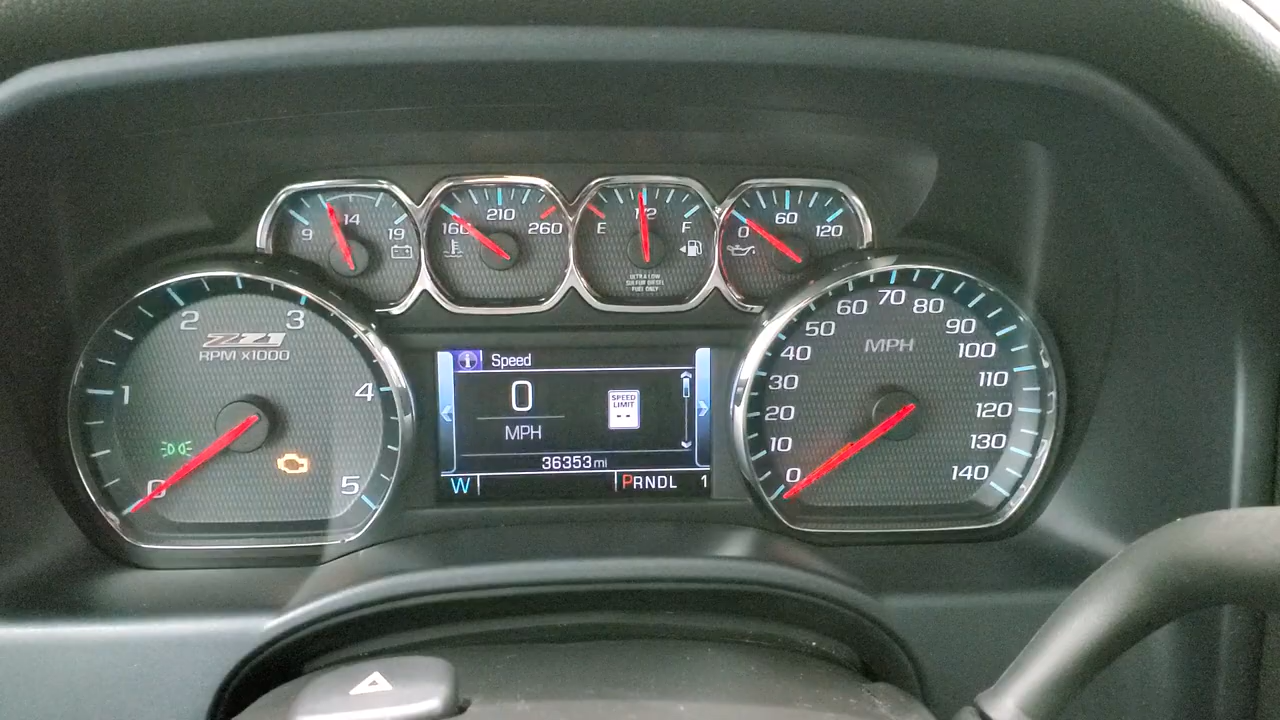 9 14 19
160 210 260
E 1/2 F
ULTRA LOW
SULFUR DIESEL
FUEL ONLY
0 60 120
0 1 2 3 4 5
Z71
RPM x1000
i Speed
0
MPH
SPEED
LIMIT
--
36353 mi
W PRNDL 1
0 10 20 30 40 50 60 70 80 90 100 110 120 130 140
MPH